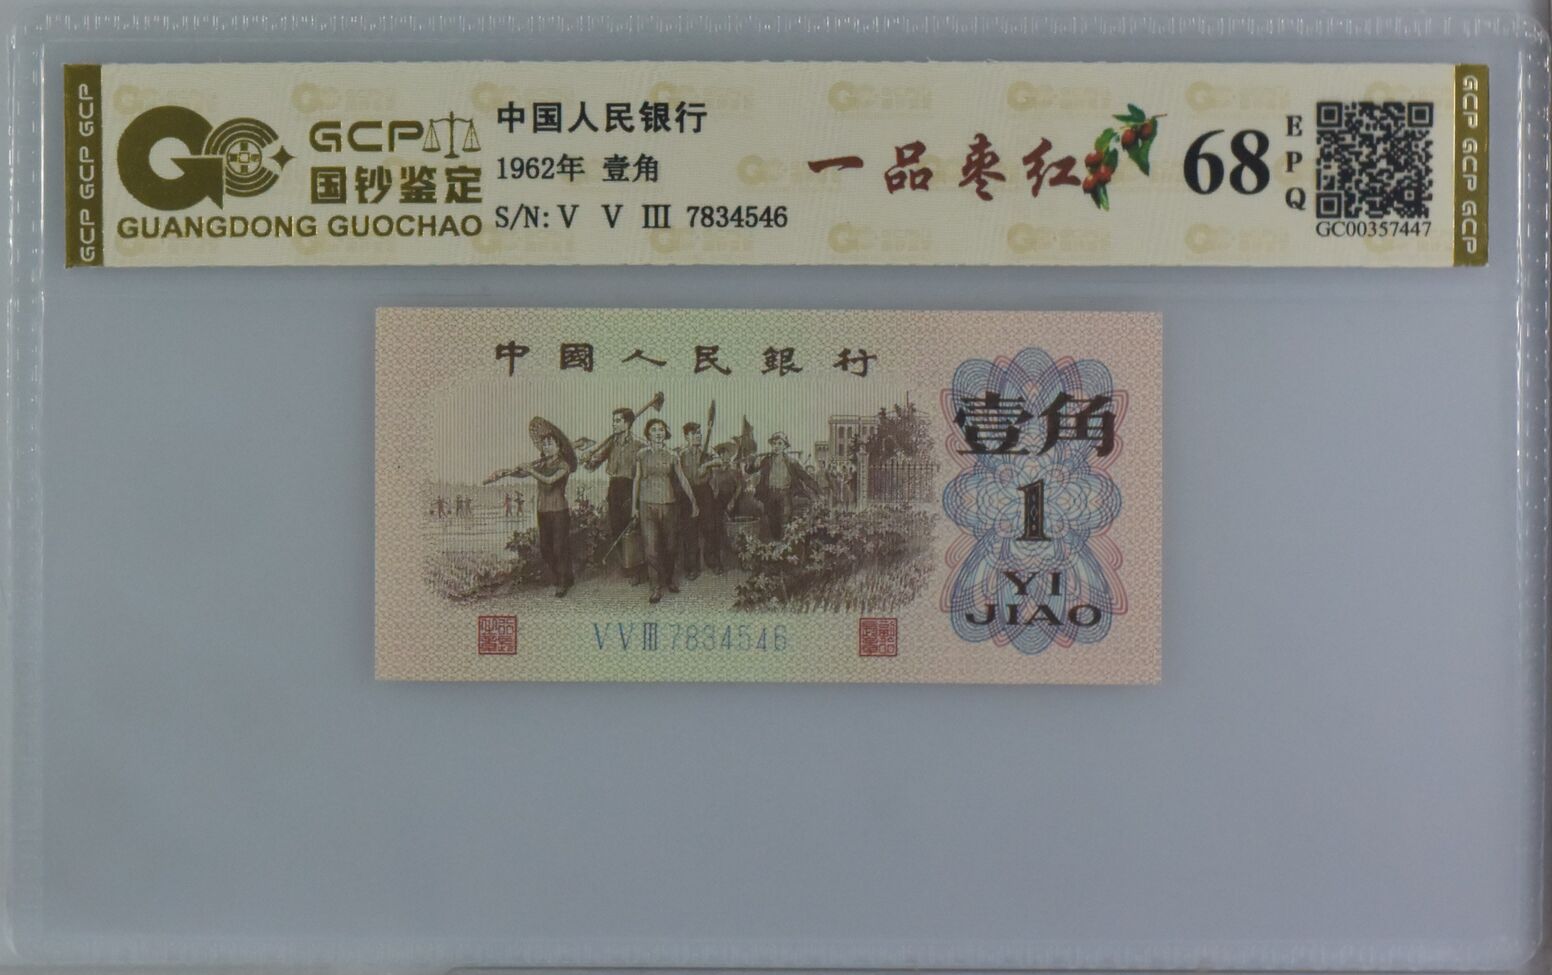 GCP GCP GCP
GCP
国钞鉴定
GUANGDONG GUOCHAO
中国人民银行
1962年 壹角
S/N: V V III 7834546
一品枣红
68
EPQ
GC00357447
GCP GCP GCP
中國人民銀行
壹角
1
YI
JIAO
V V III 7834546